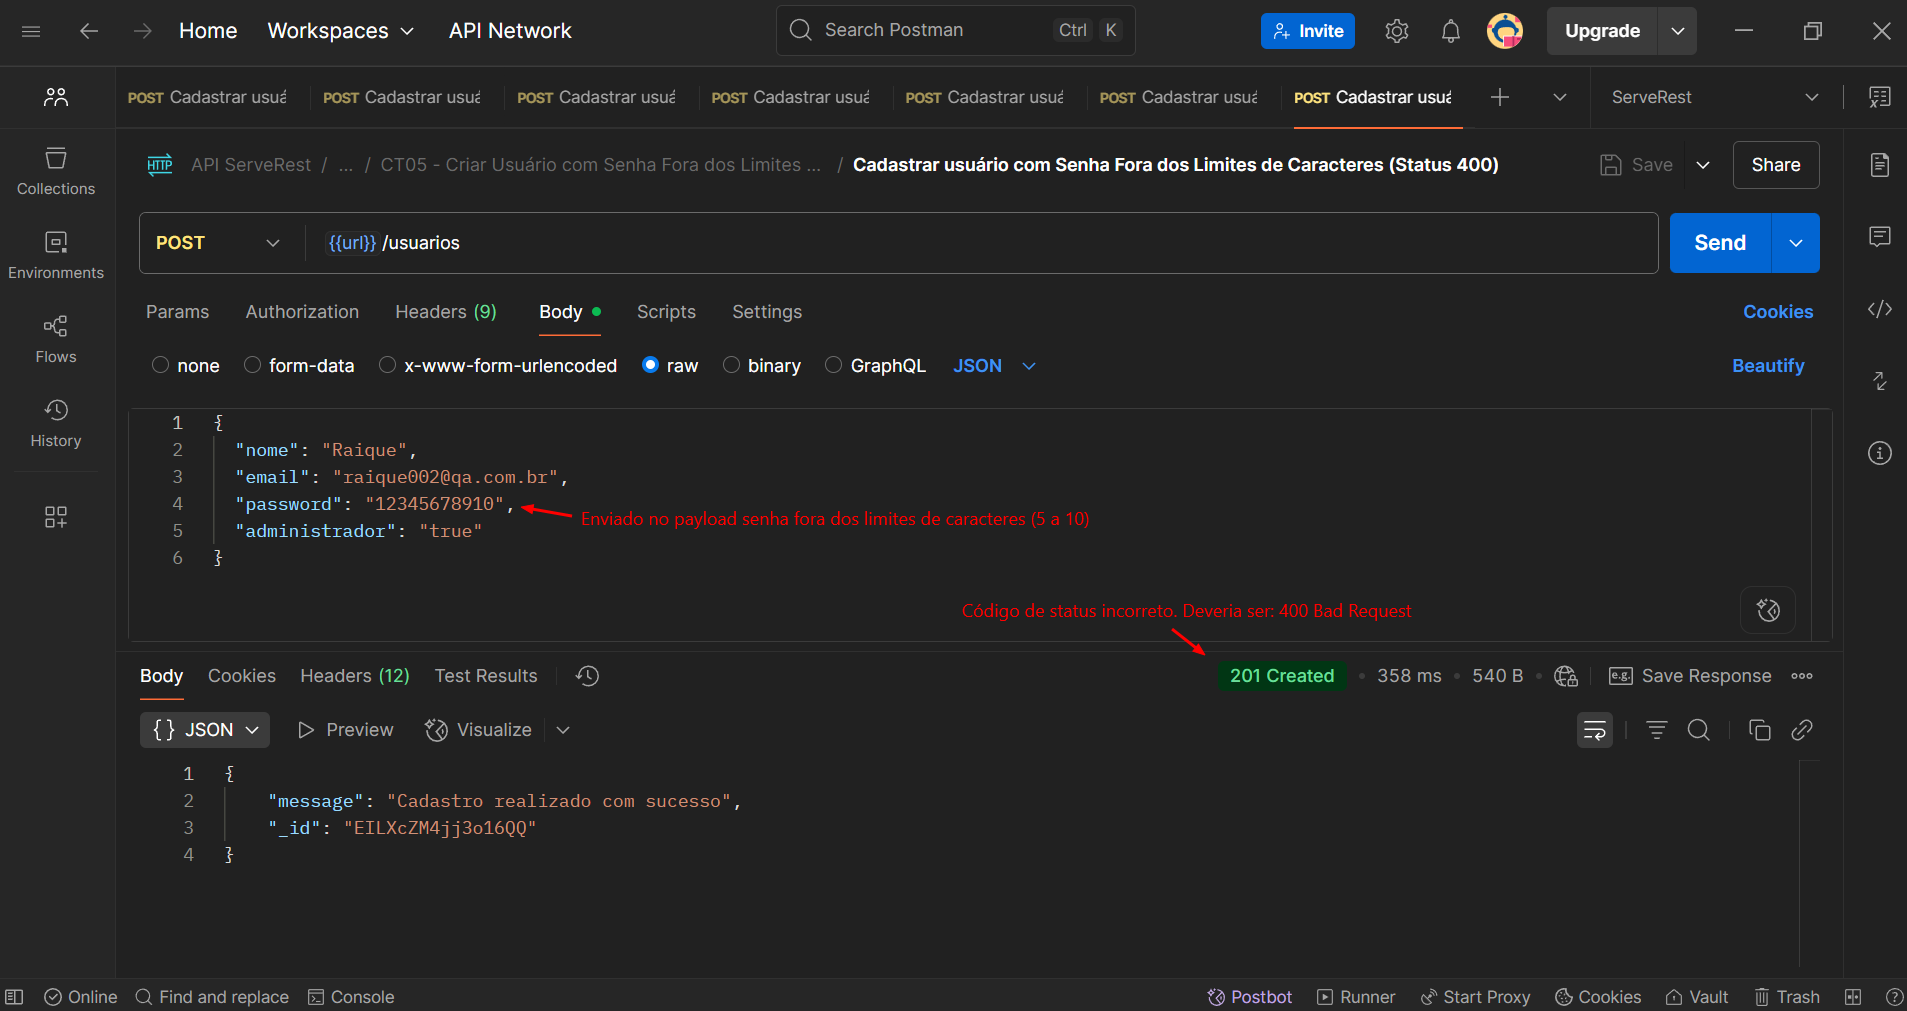 Home Workspaces API Network Search Postman Ctrl K Invite Upgrade
POST Cadastrar usuá POST Cadastrar usuá POST Cadastrar usuá POST Cadastrar usuá POST Cadastrar usuá POST Cadastrar usuá POST Cadastrar usuá ServeRest
HTTP API ServeRest / ... / CT05 - Criar Usuário com Senha Fora dos Limites ... / Cadastrar usuário com Senha Fora dos Limites de Caracteres (Status 400) Save Share
Collections
Environments
Flows
History
POST {{url}} /usuarios Send
Params Authorization Headers (9) Body Scripts Settings Cookies
none form-data x-www-form-urlencoded raw binary GraphQL JSON Beautify
1 {
2 "nome": "Raique",
3 "email": "raique002@qa.com.br",
4 "password": "12345678910",
Enviado no payload senha fora dos limites de caracteres (5 a 10)
5 "administrador": "true"
6 }
Código de status incorreto. Deveria ser: 400 Bad Request
Body Cookies Headers (12) Test Results 201 Created • 358 ms • 540 B • e.g. Save Response
{} JSON Preview Visualize
1 {
2 "message": "Cadastro realizado com sucesso",
3 "_id": "EILXcZM4jj3o16QQ"
4 }
Online Find and replace Console Postbot Runner Start Proxy Cookies Vault Trash